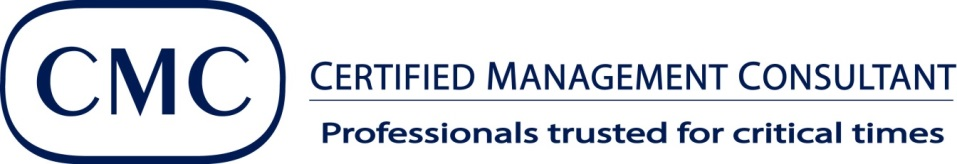 CMC
CERTIFIED MANAGEMENT CONSULTANT
Professionals trusted for critical times